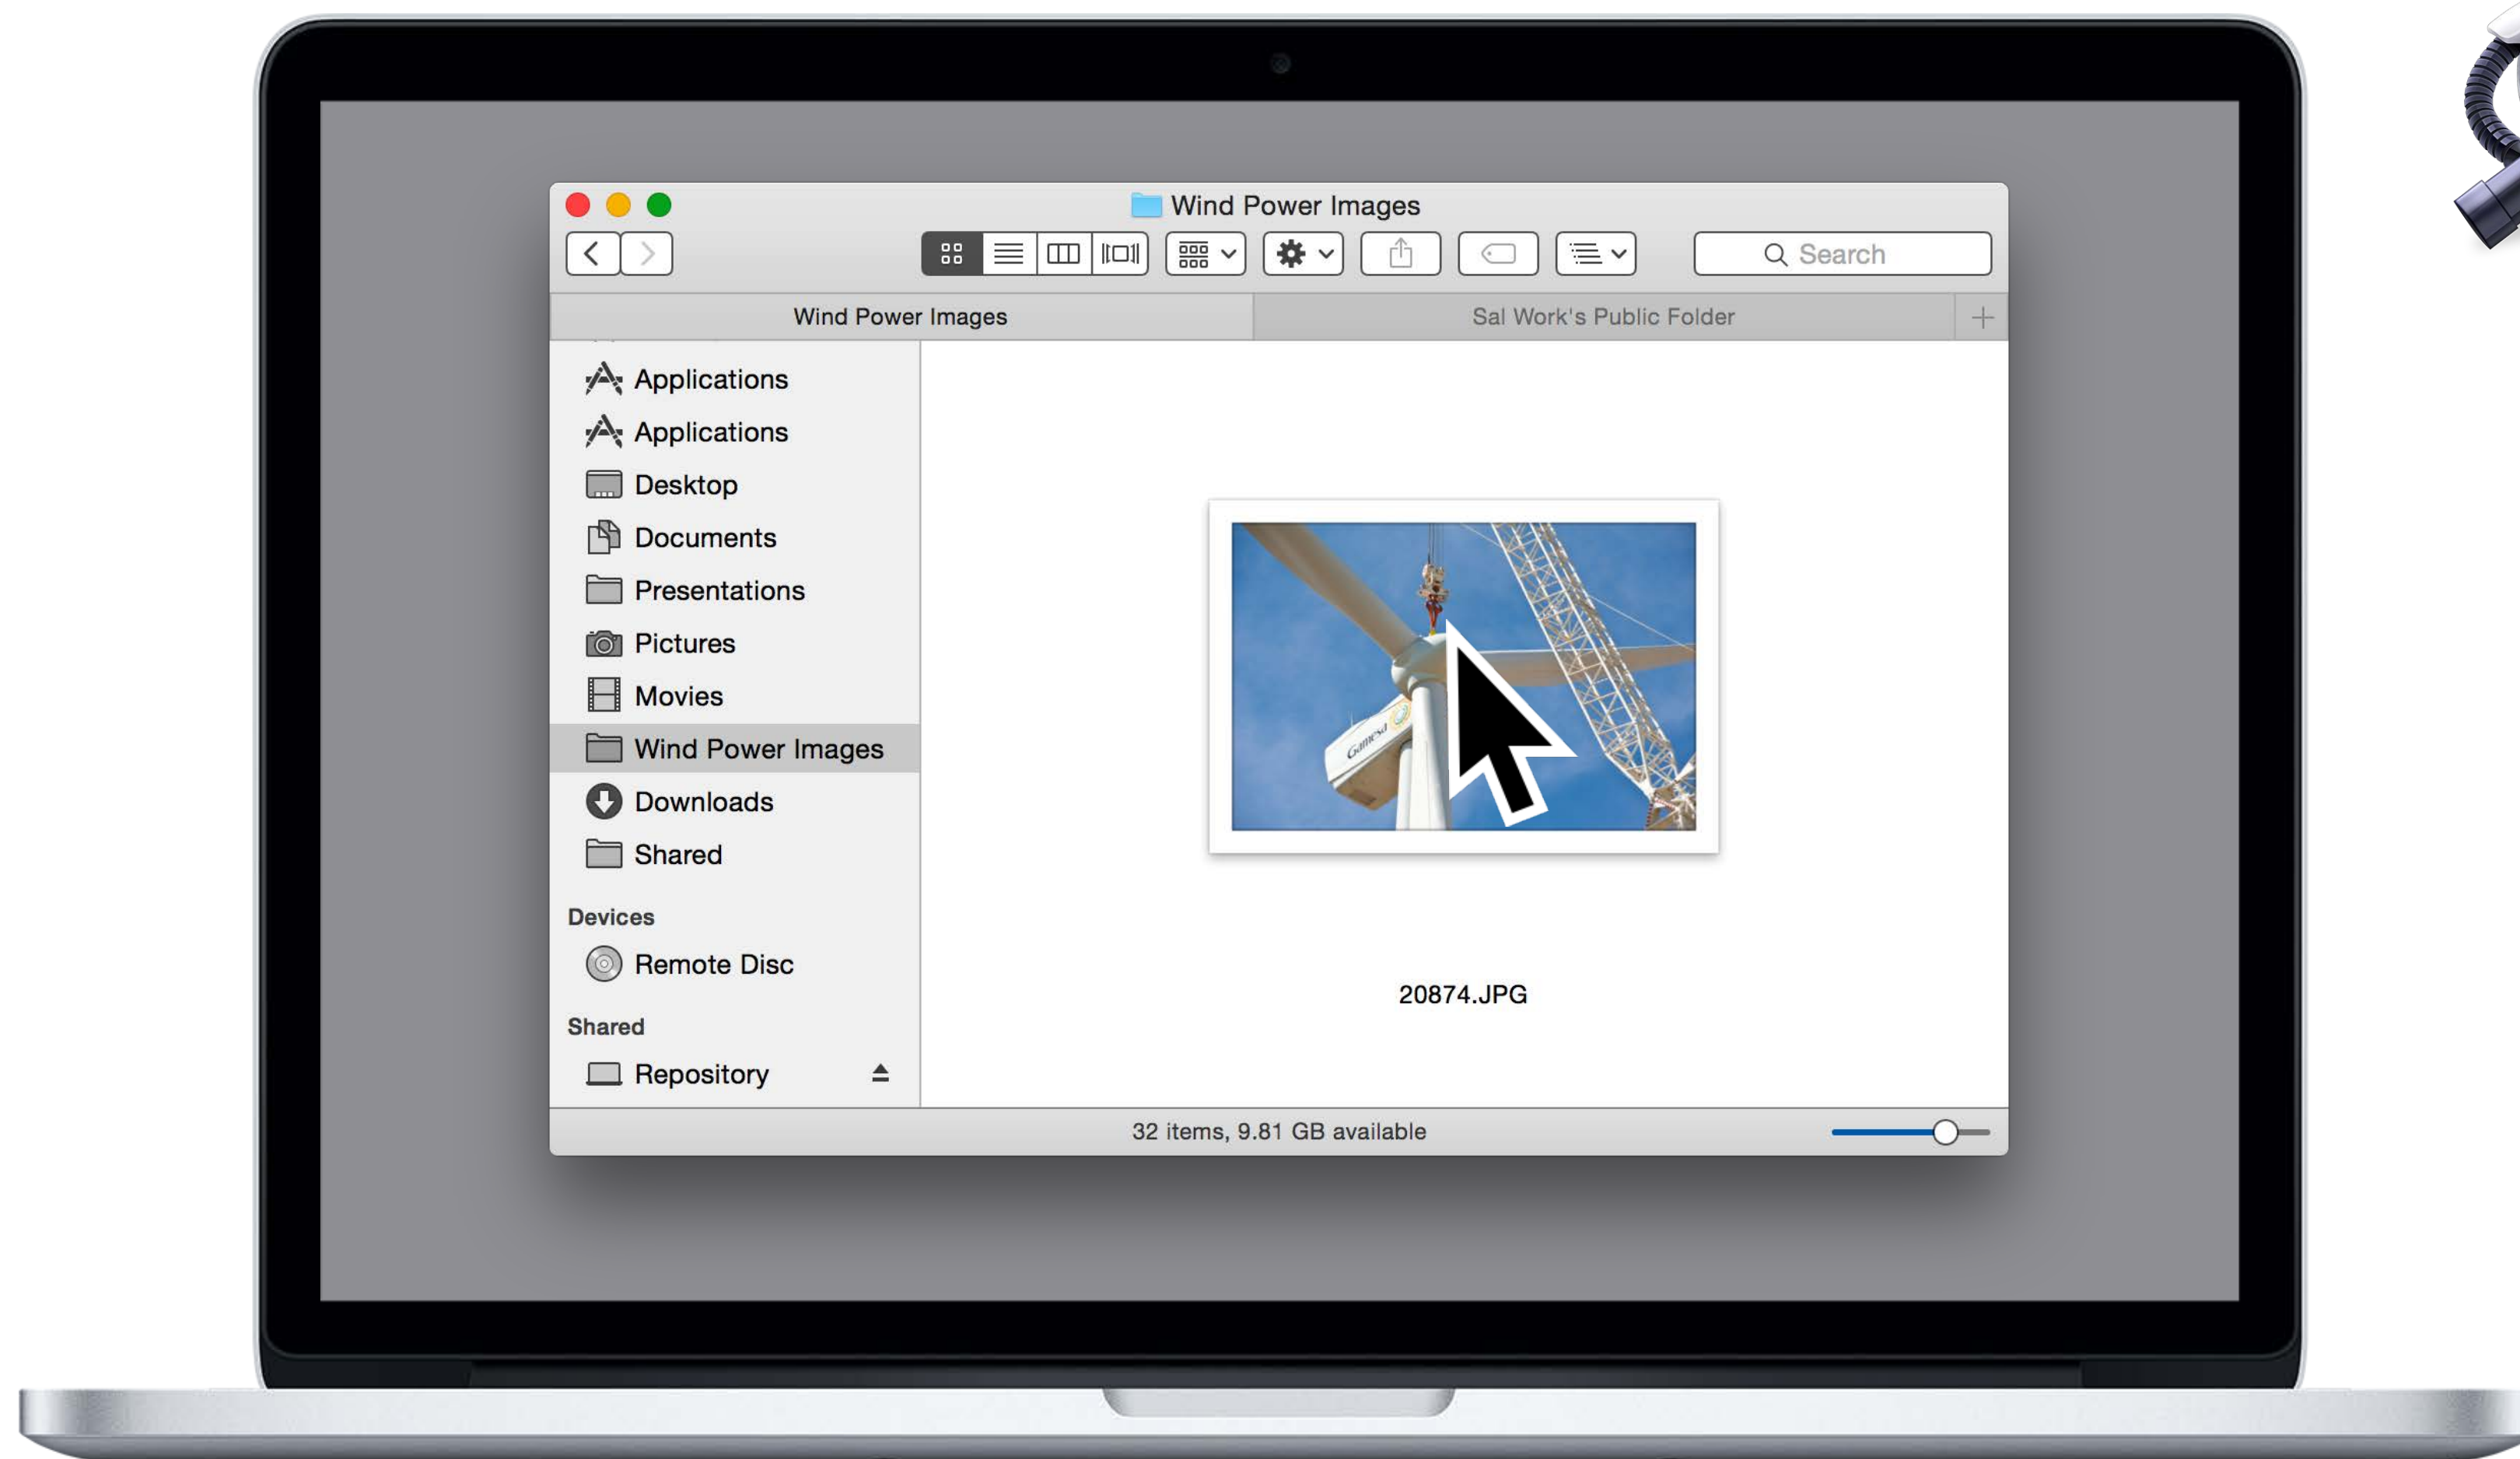 Wind Power Images
Search
Wind Power Images
Sal Work's Public Folder
Applications
Applications
Desktop
Documents
Presentations
Pictures
Movies
Wind Power Images
Downloads
Shared
Devices
Remote Disc
Shared
Repository
Gamesa
20874.JPG
32 items, 9.81 GB available